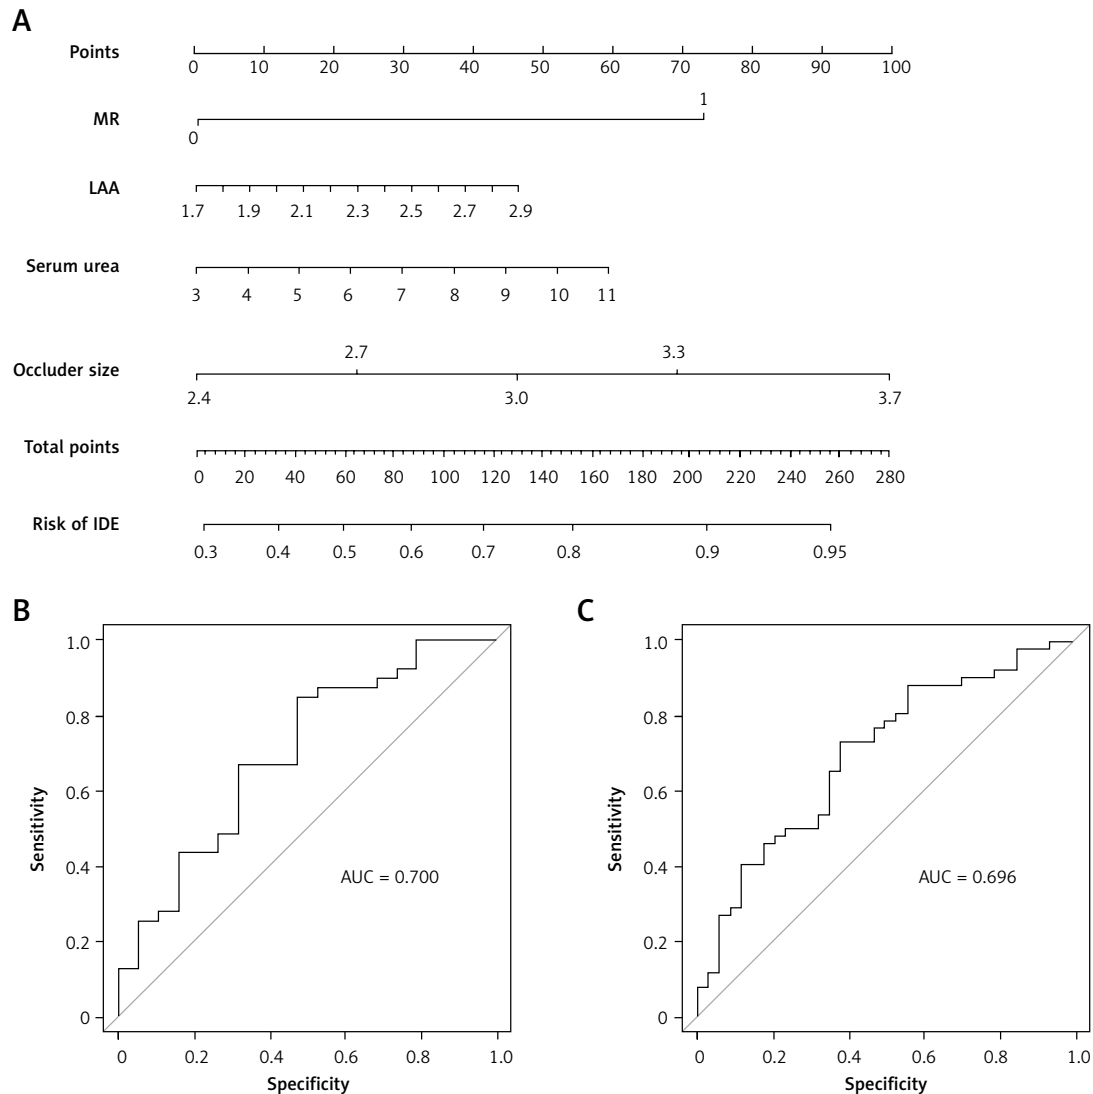 A
Points
0 10 20 30 40 50 60 70 80 90 100
1
MR
0
LAA
1.7 1.9 2.1 2.3 2.5 2.7 2.9
Serum urea
3 4 5 6 7 8 9 10 11
2.7 3.3
Occluder size
2.4 3.0 3.7
Total points
0 20 40 60 80 100 120 140 160 180 200 220 240 260 280
Risk of IDE
0.3 0.4 0.5 0.6 0.7 0.8 0.9 0.95
B
1.0
0.8
0.6
0.4
0.2
0
Sensitivity
AUC = 0.700
0 0.2 0.4 0.6 0.8 1.0
Specificity
C
1.0
0.8
0.6
0.4
0.2
0
Sensitivity
AUC = 0.696
0 0.2 0.4 0.6 0.8 1.0
Specificity